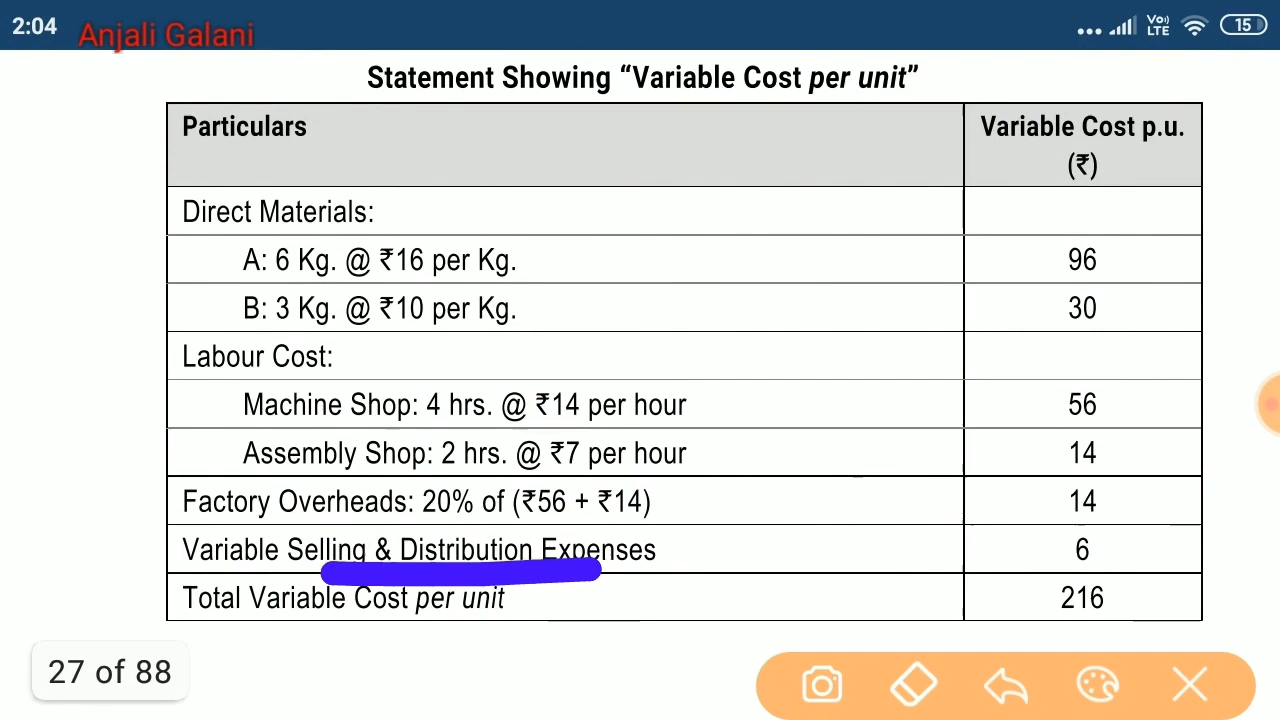 2:04 Anjali Galani Vo) LTE 15
Statement Showing “Variable Cost per unit”
Particulars Variable Cost p.u.
(₹)
Direct Materials:
A: 6 Kg. @ ₹16 per Kg. 96
B: 3 Kg. @ ₹10 per Kg. 30
Labour Cost:
Machine Shop: 4 hrs. @ ₹14 per hour 56
Assembly Shop: 2 hrs. @ ₹7 per hour 14
Factory Overheads: 20% of (₹56 + ₹14) 14
Variable Selling & Distribution Expenses 6
Total Variable Cost per unit 216
27 of 88